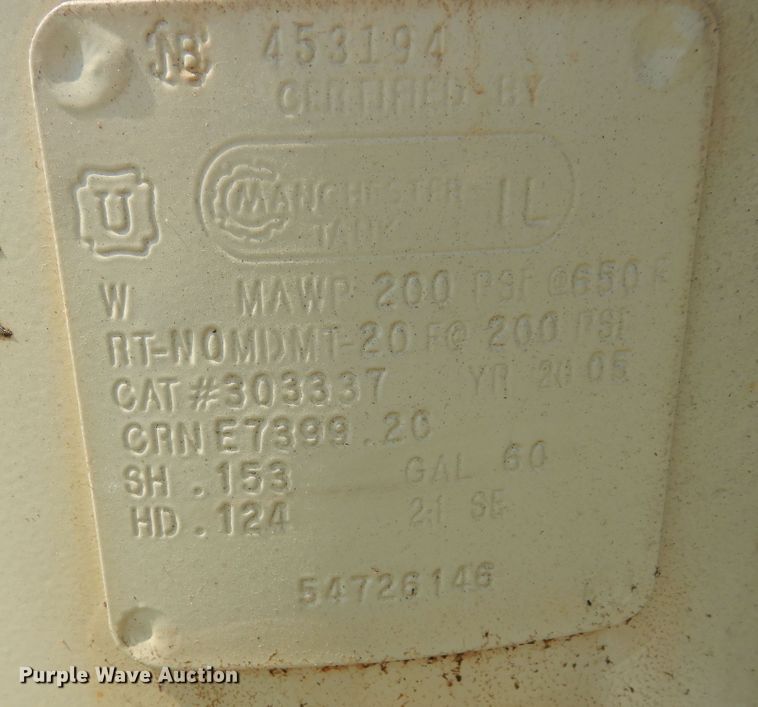 NB 453194
CERTIFIED BY
U
MANCHESTER TANK IL
W MAWP 200 PSI @650 F
RT-NO MDMT-20 F@ 200 PSI
CAT#303337 YR 2005
CRN E7399.2C
SH .153 GAL 60
HD .124 2:1 SE
54726146
Purple Wave Auction